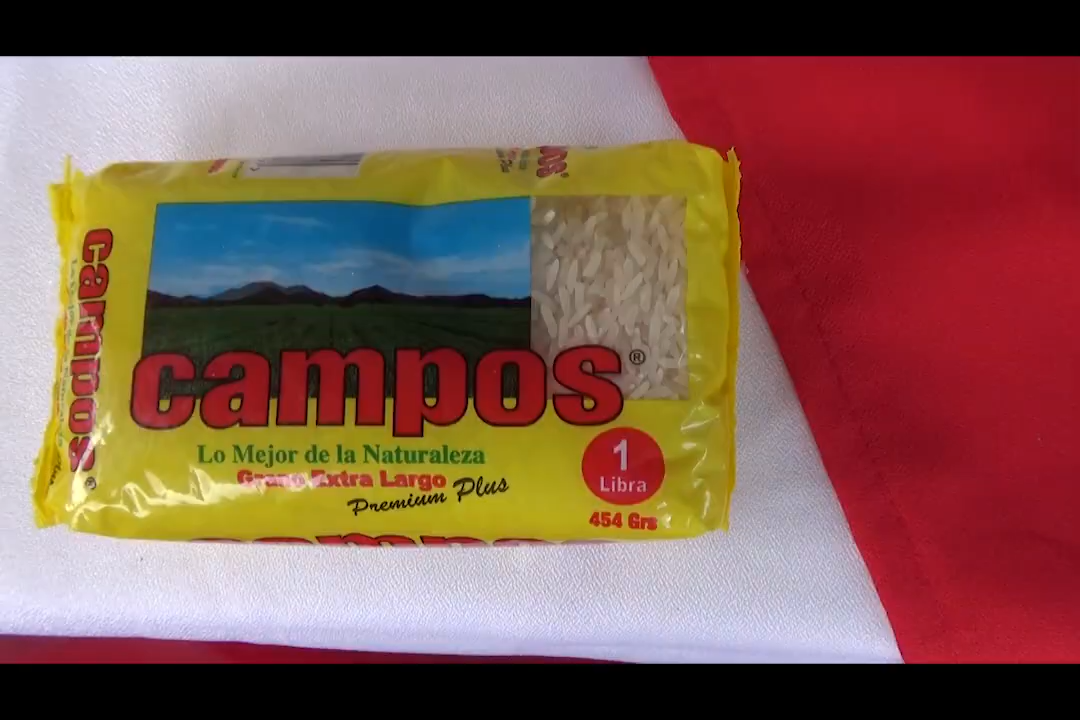 campos®
Lo Mejor de la Naturaleza
Grano Extra Largo
Premium Plus
1
Libra
454 Grs
campos